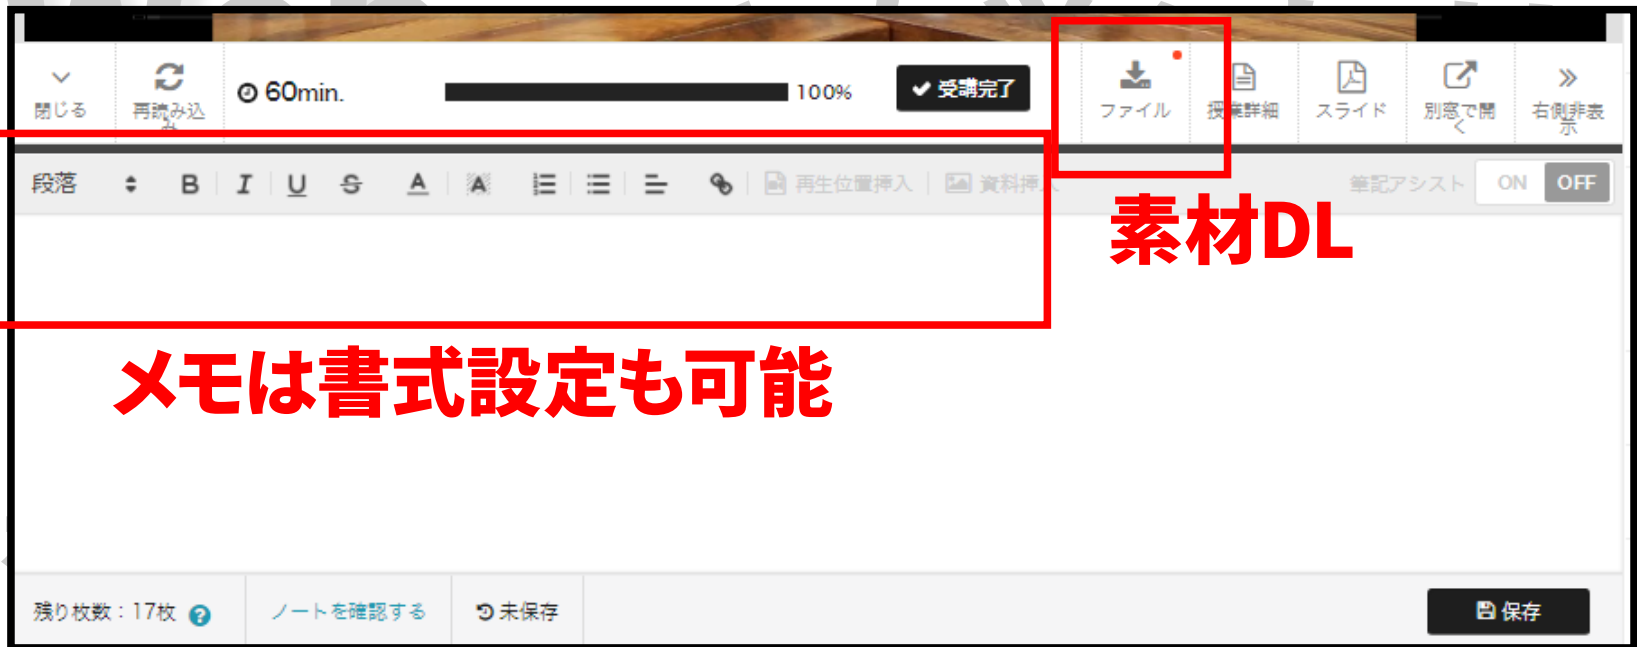 閉じる
再読み込み
60min.
100%
受講完了
ファイル
授業詳細
スライド
別窓で開く
右側非表示
段落
B I U S A A
再生位置挿入
資料挿入
筆記アシスト
ON OFF
素材DL
メモは書式設定も可能
残り枚数：17枚 ?
ノートを確認する
未保存
保存